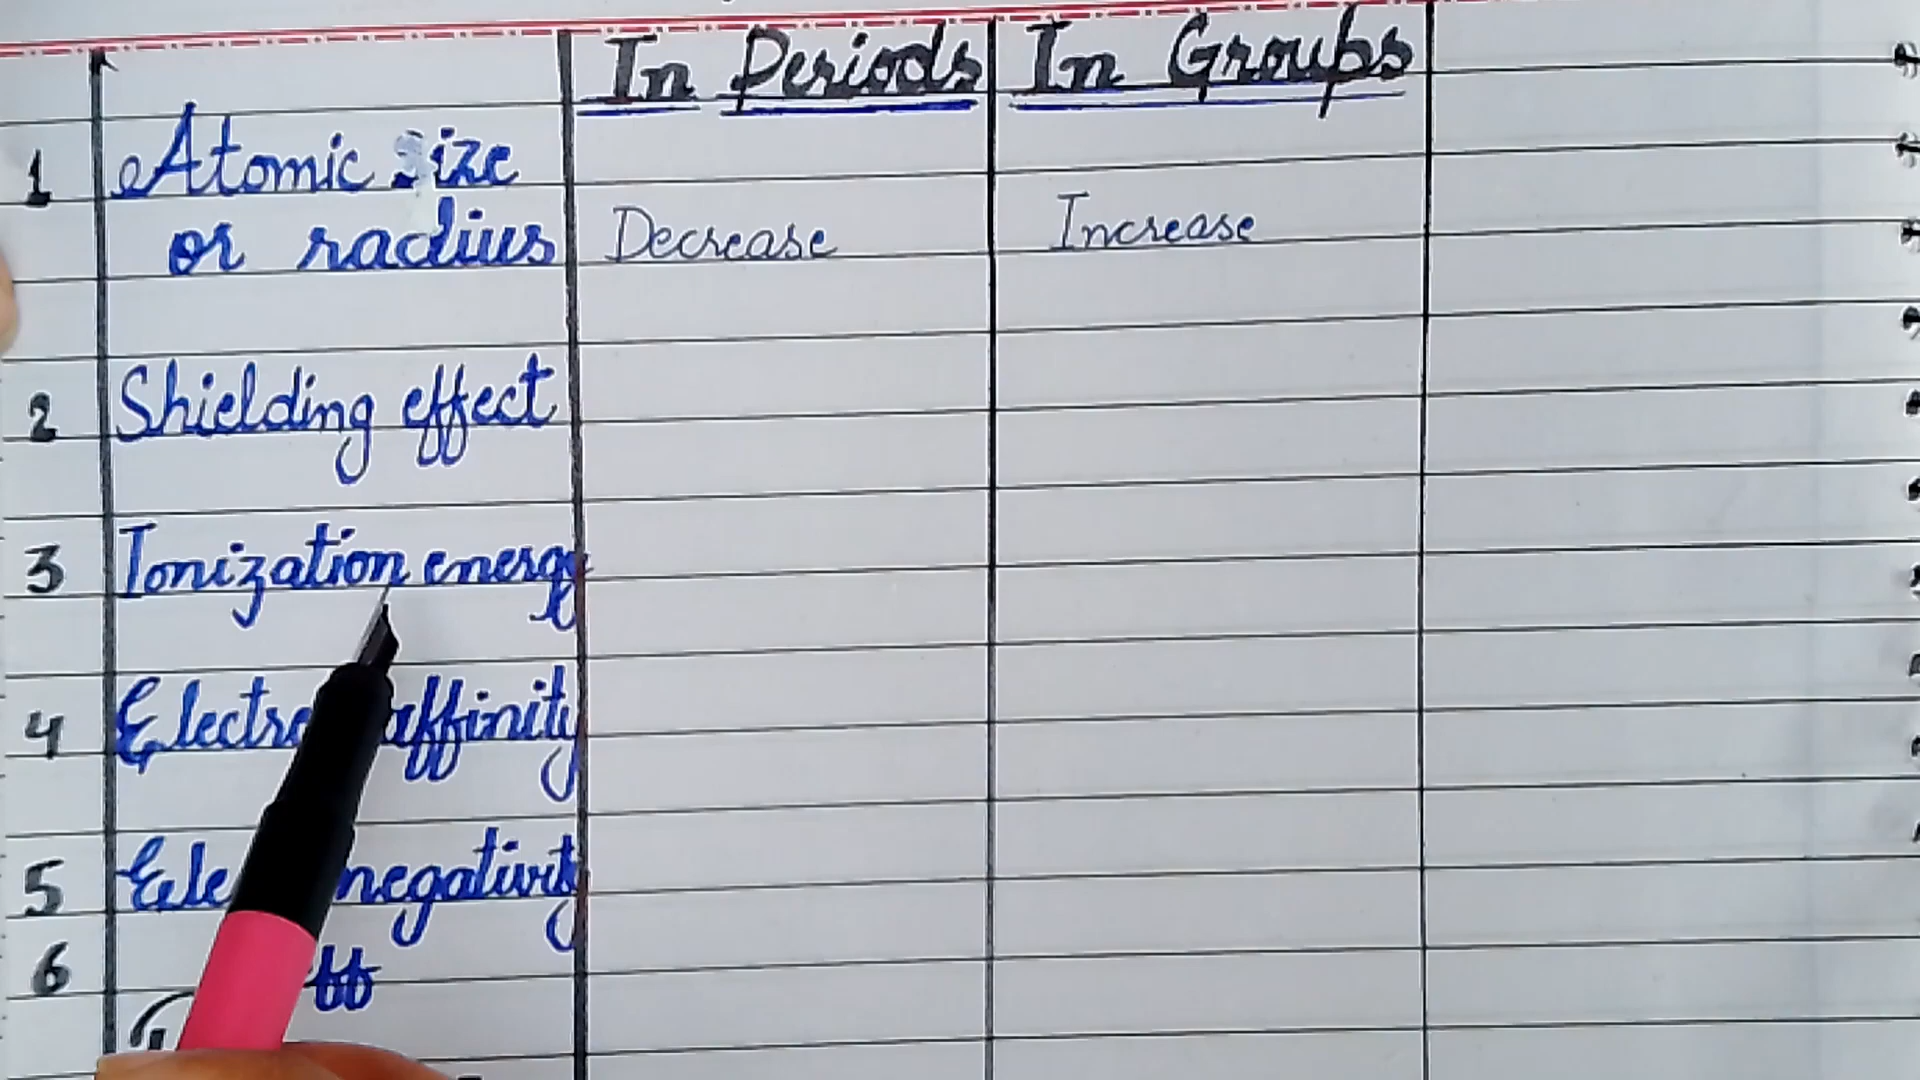 In Periods In Groups
1 Atomic size
or radius Decrease Increase
2 Shielding effect
3 Ionization energy
4 affinity
5 negativity
6